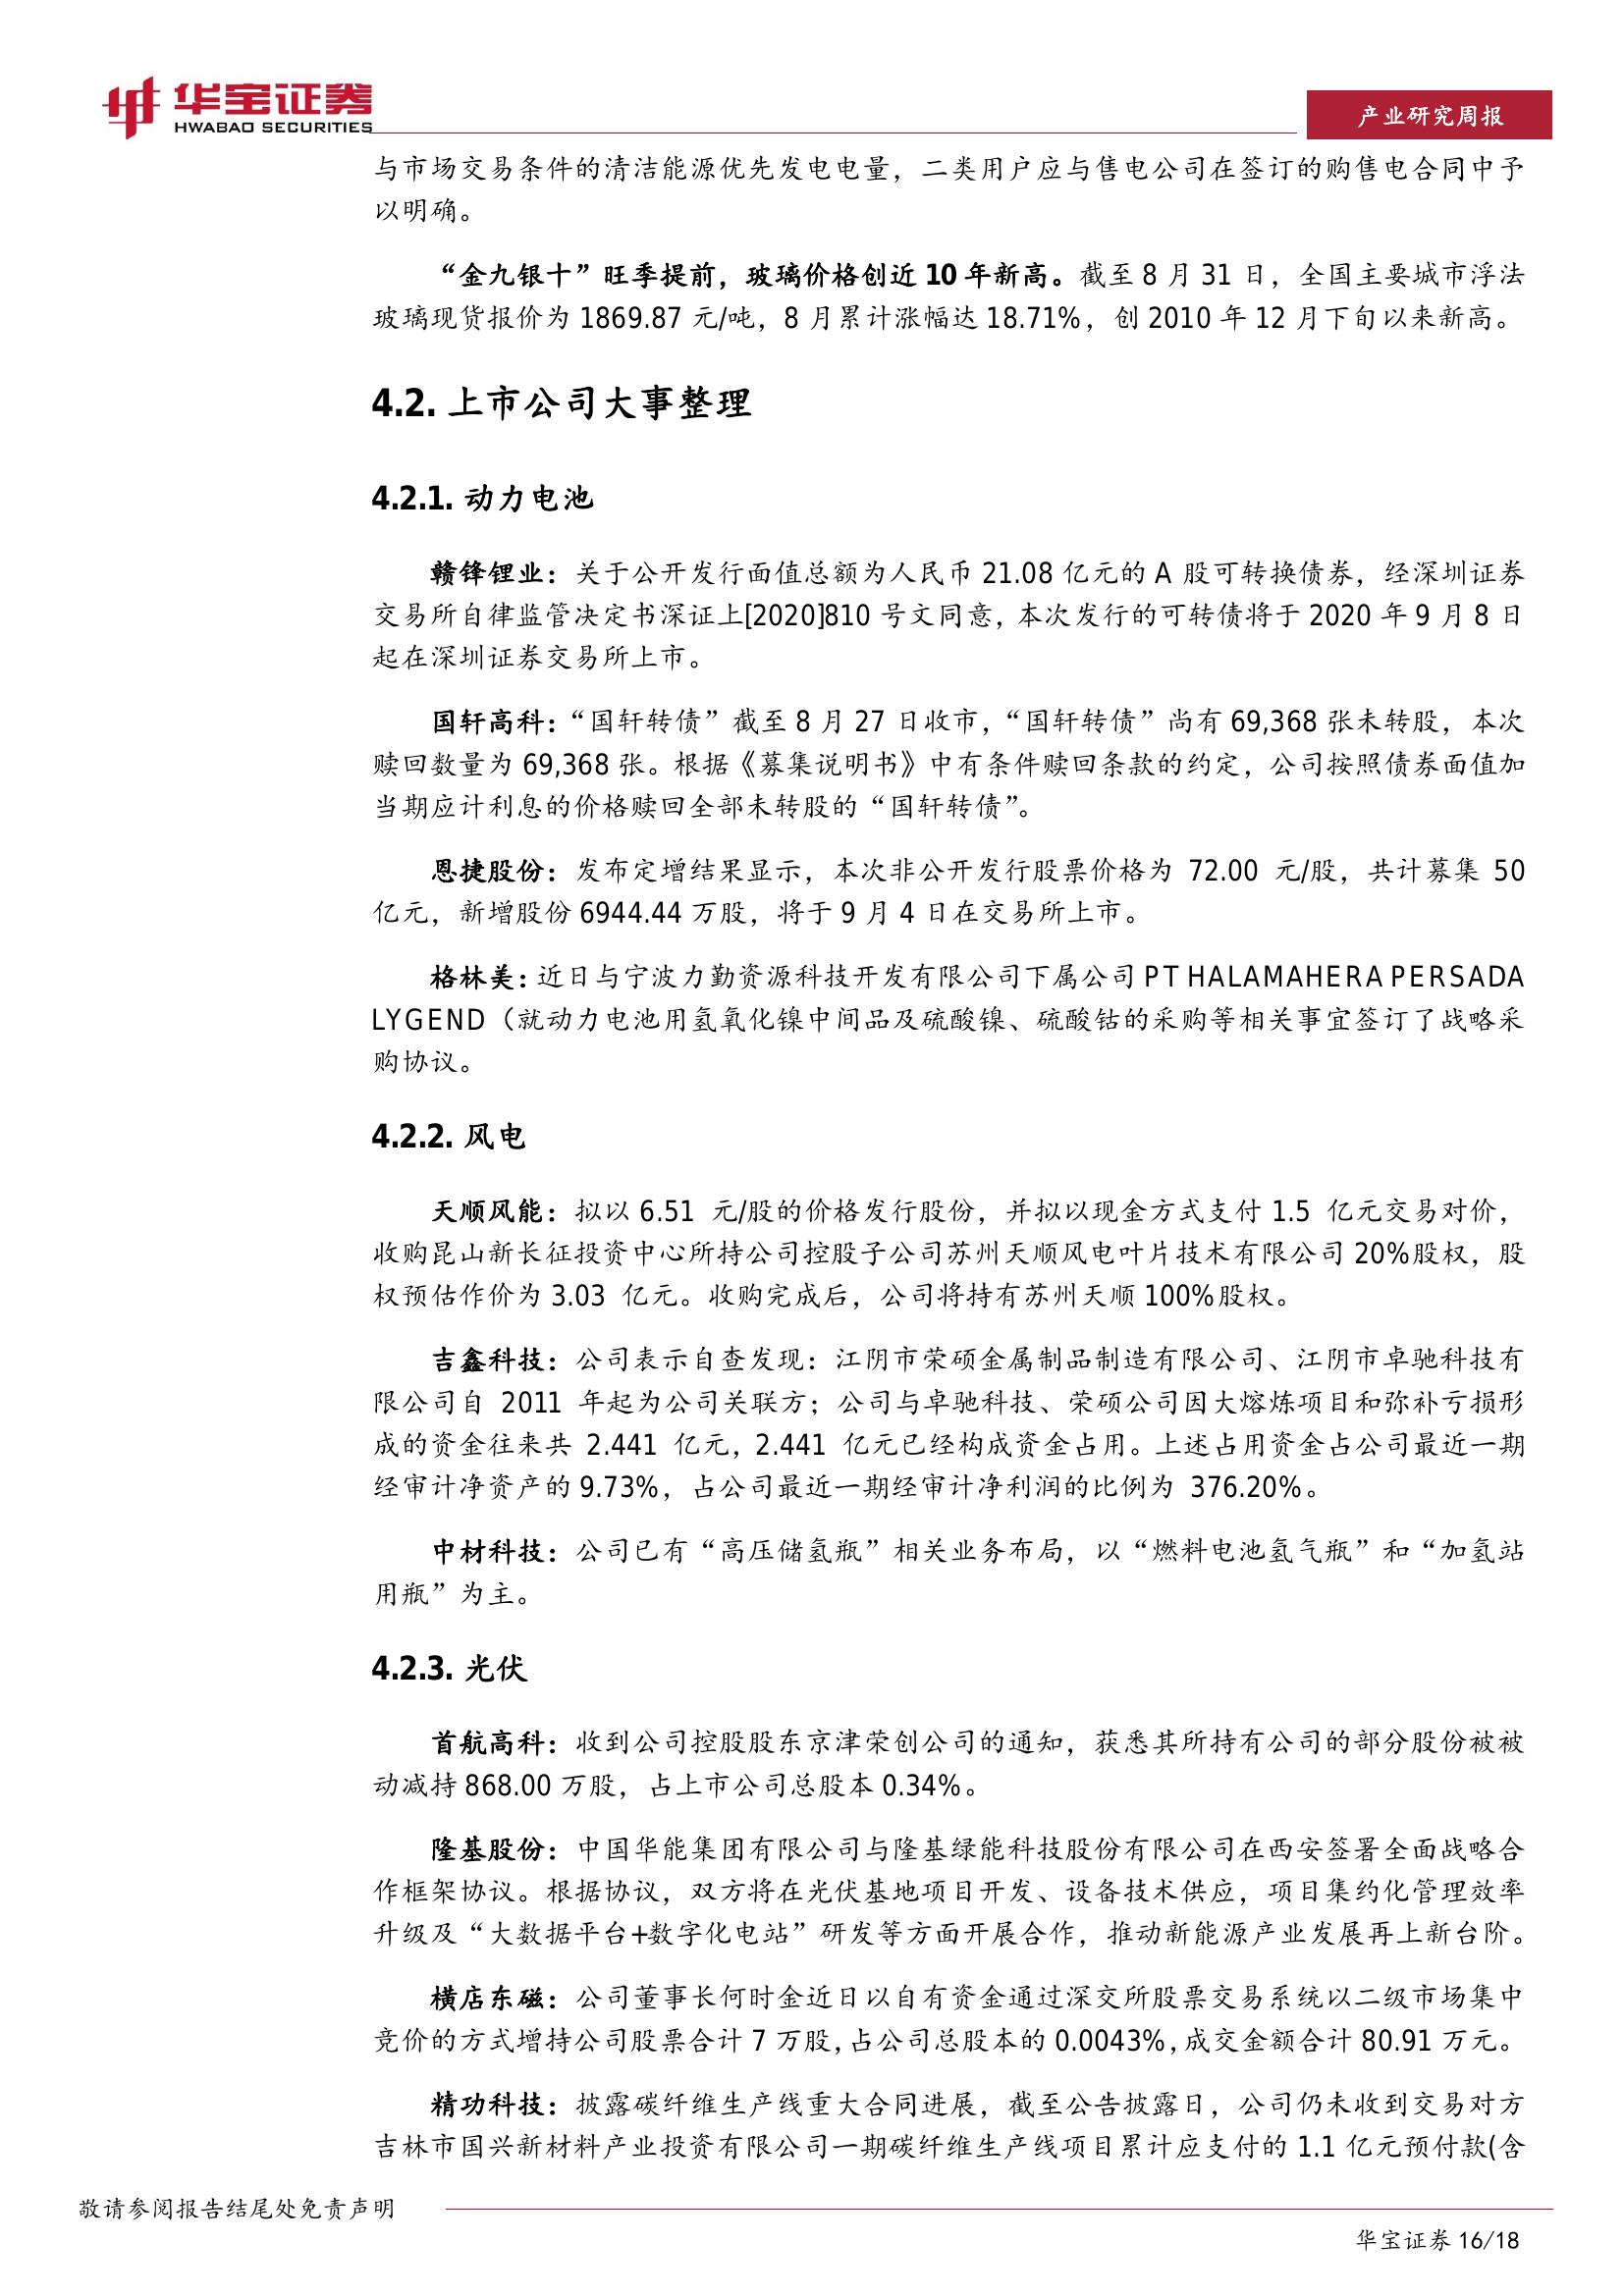 华宝证券
HWABAO SECURITIES
产业研究周报
与市场交易条件的清洁能源优先发电电量，二类用户应与售电公司在签订的购售电合同中予
以明确。
“金九银十”旺季提前，玻璃价格创近 10 年新高。截至 8 月 31 日，全国主要城市浮法
玻璃现货报价为 1869.87 元/吨，8 月累计涨幅达 18.71%，创 2010 年 12 月下旬以来新高。
4.2. 上市公司大事整理
4.2.1. 动力电池
赣锋锂业：关于公开发行面值总额为人民币 21.08 亿元的 A 股可转换债券，经深圳证券
交易所自律监管决定书深证上[2020]810 号文同意，本次发行的可转债将于 2020 年 9 月 8 日
起在深圳证券交易所上市。
国轩高科：“国轩转债”截至 8 月 27 日收市，“国轩转债”尚有 69,368 张未转股，本次
赎回数量为 69,368 张。根据《募集说明书》中有条件赎回条款的约定，公司按照债券面值加
当期应计利息的价格赎回全部未转股的“国轩转债”。
恩捷股份：发布定增结果显示，本次非公开发行股票价格为 72.00 元/股，共计募集 50
亿元，新增股份 6944.44 万股，将于 9 月 4 日在交易所上市。
格林美：近日与宁波力勤资源科技开发有限公司下属公司 PT HALAMAHERA PERSADA
LYGEND（就动力电池用氢氧化镍中间品及硫酸镍、硫酸钴的采购等相关事宜签订了战略采
购协议。
4.2.2. 风电
天顺风能：拟以 6.51 元/股的价格发行股份，并拟以现金方式支付 1.5 亿元交易对价，
收购昆山新长征投资中心所持公司控股子公司苏州天顺风电叶片技术有限公司 20%股权，股
权预估作价为 3.03 亿元。收购完成后，公司将持有苏州天顺 100%股权。
吉鑫科技：公司表示自查发现：江阴市荣硕金属制品制造有限公司、江阴市卓驰科技有
限公司自 2011 年起为公司关联方；公司与卓驰科技、荣硕公司因大熔炼项目和弥补亏损形
成的资金往来共 2.441 亿元，2.441 亿元已经构成资金占用。上述占用资金占公司最近一期
经审计净资产的 9.73%，占公司最近一期经审计净利润的比例为 376.20%。
中材科技：公司已有“高压储氢瓶”相关业务布局，以“燃料电池氢气瓶”和“加氢站
用瓶”为主。
4.2.3. 光伏
首航高科：收到公司控股股东京津荣创公司的通知，获悉其所持有公司的部分股份被被
动减持 868.00 万股，占上市公司总股本 0.34%。
隆基股份：中国华能集团有限公司与隆基绿能科技股份有限公司在西安签署全面战略合
作框架协议。根据协议，双方将在光伏基地项目开发、设备技术供应，项目集约化管理效率
升级及“大数据平台+数字化电站”研发等方面开展合作，推动新能源产业发展再上新台阶。
横店东磁：公司董事长何时金近日以自有资金通过深交所股票交易系统以二级市场集中
竞价的方式增持公司股票合计 7 万股，占公司总股本的 0.0043%，成交金额合计 80.91 万元。
精功科技：披露碳纤维生产线重大合同进展，截至公告披露日，公司仍未收到交易对方
吉林市国兴新材料产业投资有限公司一期碳纤维生产线项目累计应支付的 1.1 亿元预付款(含
敬请参阅报告结尾处免责声明
华宝证券 16/18